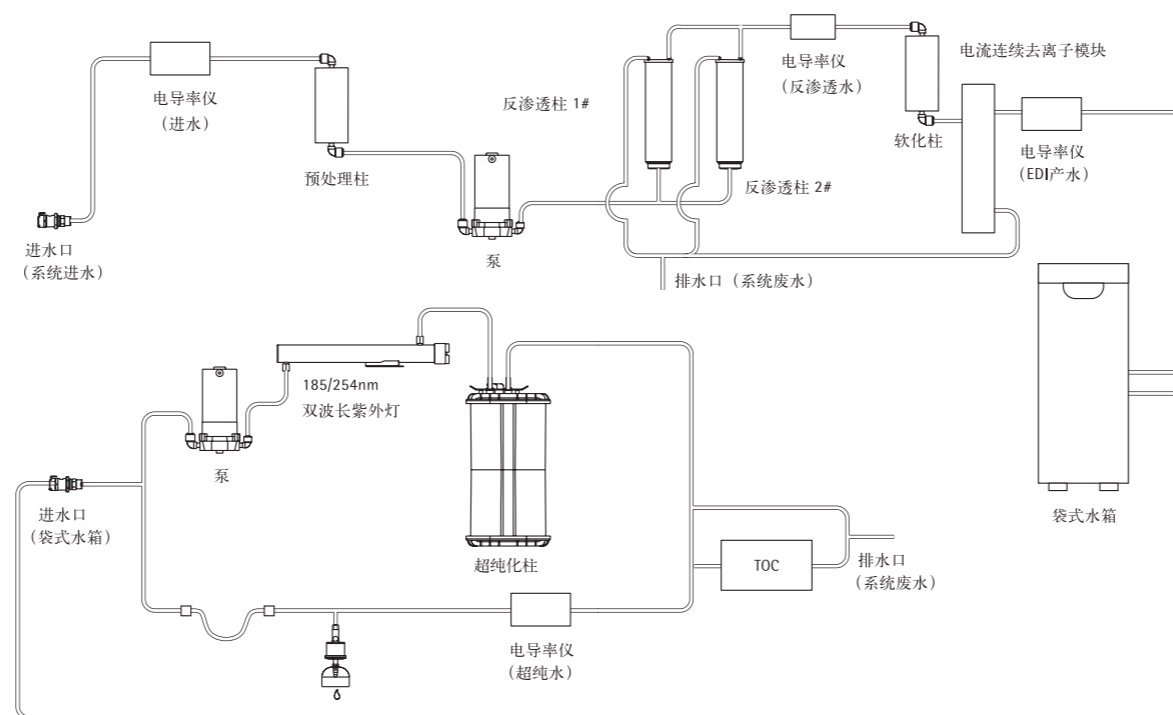 电导率仪
（进水）
预处理柱
进水口
（系统进水）
泵
反渗透柱 1#
反渗透柱 2#
排水口（系统废水）
电导率仪
（反渗透水）
软化柱
电流连续去离子模块
电导率仪
（EDI产水）
袋式水箱
185/254nm
双波长紫外灯
泵
进水口
（袋式水箱）
超纯化柱
TOC
排水口
（系统废水）
电导率仪
（超纯水）